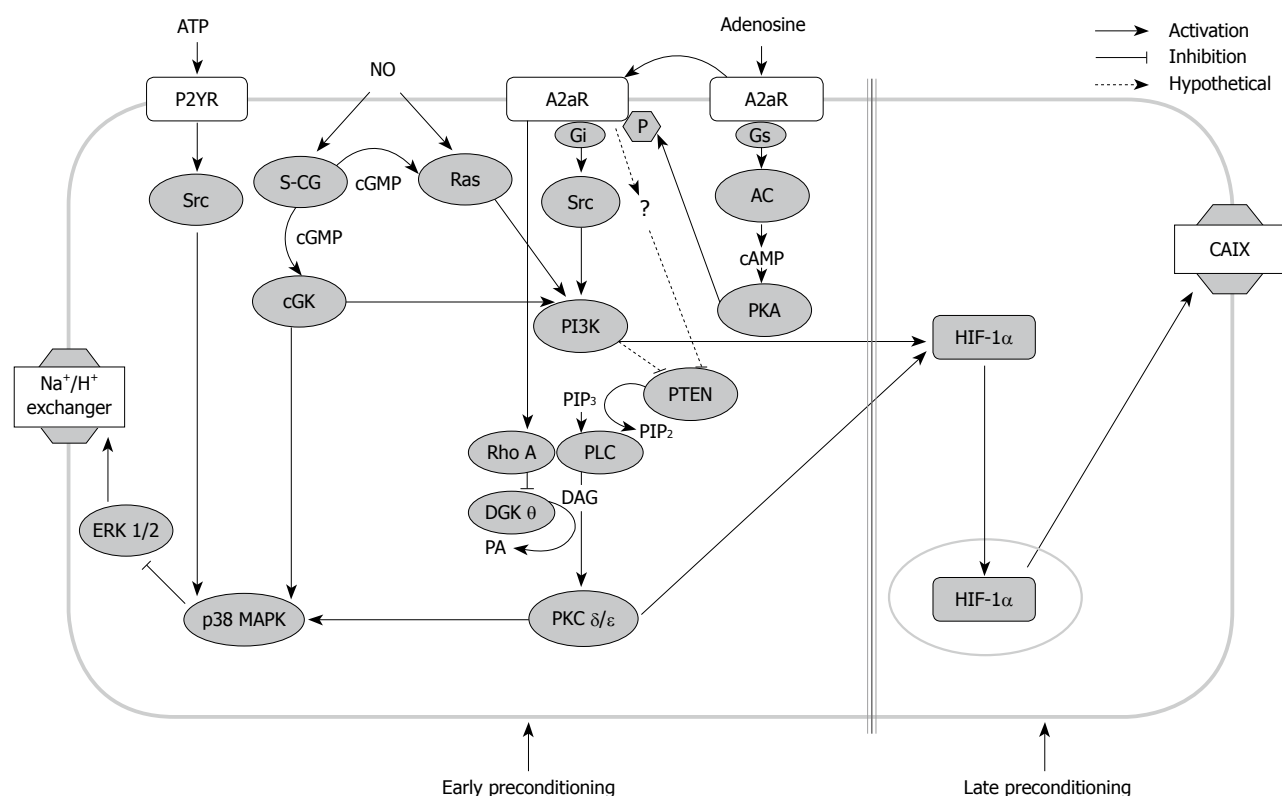 ATP
Adenosine
Activation
Inhibition
Hypothetical
NO
P2YR
A2aR
A2aR
Gi
P
Gs
S-CG
cGMP
Ras
Src
Src
?
AC
cGMP
cAMP
CAIX
cGK
PI3K
PKA
HIF-1α
Na⁺/H⁺
exchanger
PTEN
PIP₃
PIP₂
Rho A
PLC
DAG
DGK θ
ERK 1/2
PA
p38 MAPK
PKC δ/ε
HIF-1α
Early preconditioning
Late preconditioning